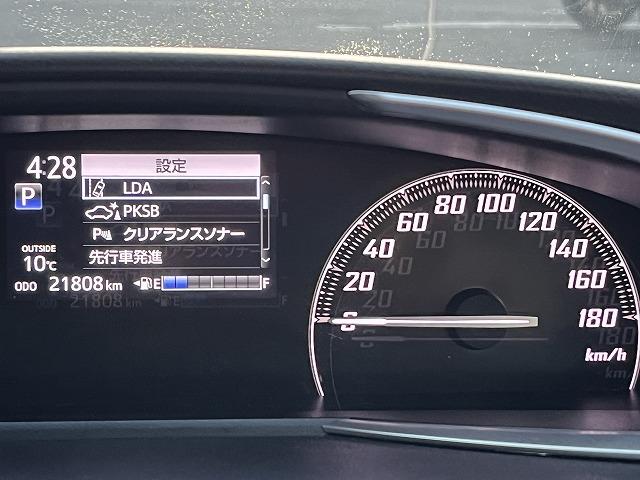 4:28
設定
LDA
P
PKSB
P クリアランスソナー
OUTSIDE
先行車発進
10℃
ODO 21808 km
E F
0
20
40
60
80
100
120
140
160
180
km/h